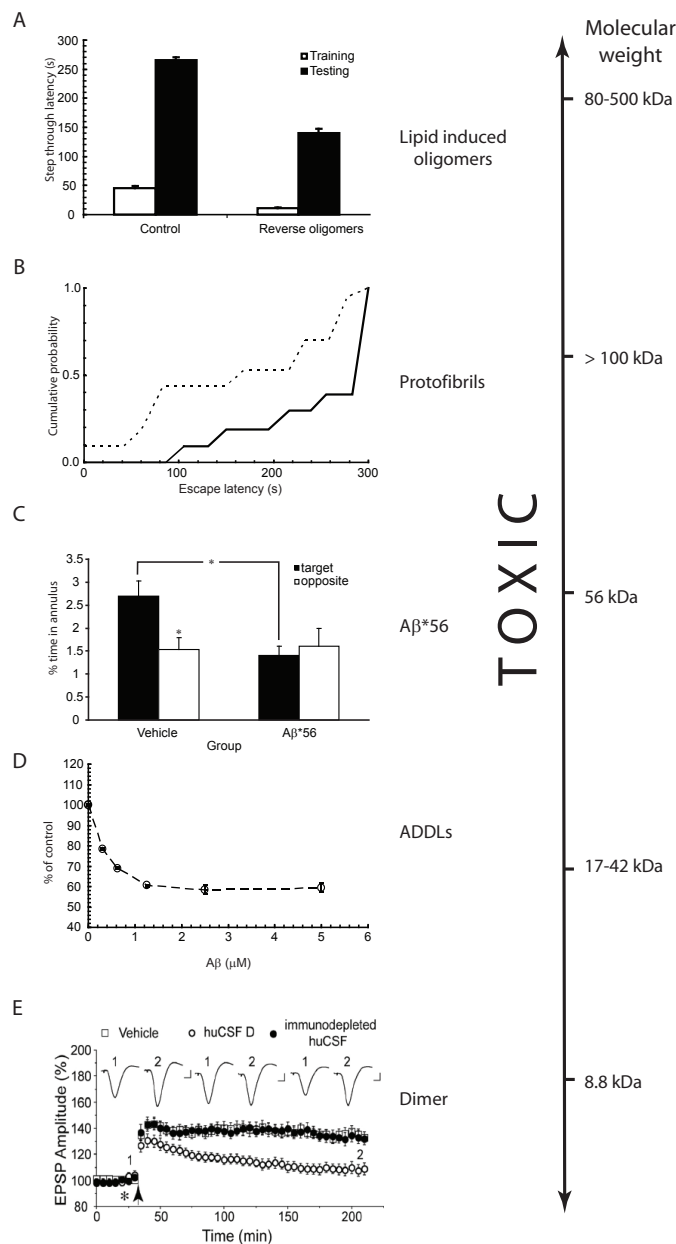 A
Step through latency (s)
300
250
200
150
100
50
0
Training
Testing
Control
Reverse oligomers
Lipid induced
oligomers
B
Cumulative probability
1.0
0.5
0.0
0
100
200
300
Escape latency (s)
Protofibrils
C
% time in annulus
3.5
3
2.5
2
1.5
1
0.5
0
*
*
target
opposite
Vehicle
Aβ*56
Group
Aβ*56
D
% of control
120
110
100
90
80
70
60
50
40
0
1
2
3
4
5
6
Aβ (μM)
ADDLs
E
Vehicle
huCSF D
immunodepleted
huCSF
EPSP Amplitude (%)
200
180
160
140
120
100
80
1
2
1
2
1
2
1
2
*
0
50
100
150
200
Time (min)
Dimer
TOXIC
Molecular
weight
80-500 kDa
> 100 kDa
56 kDa
17-42 kDa
8.8 kDa